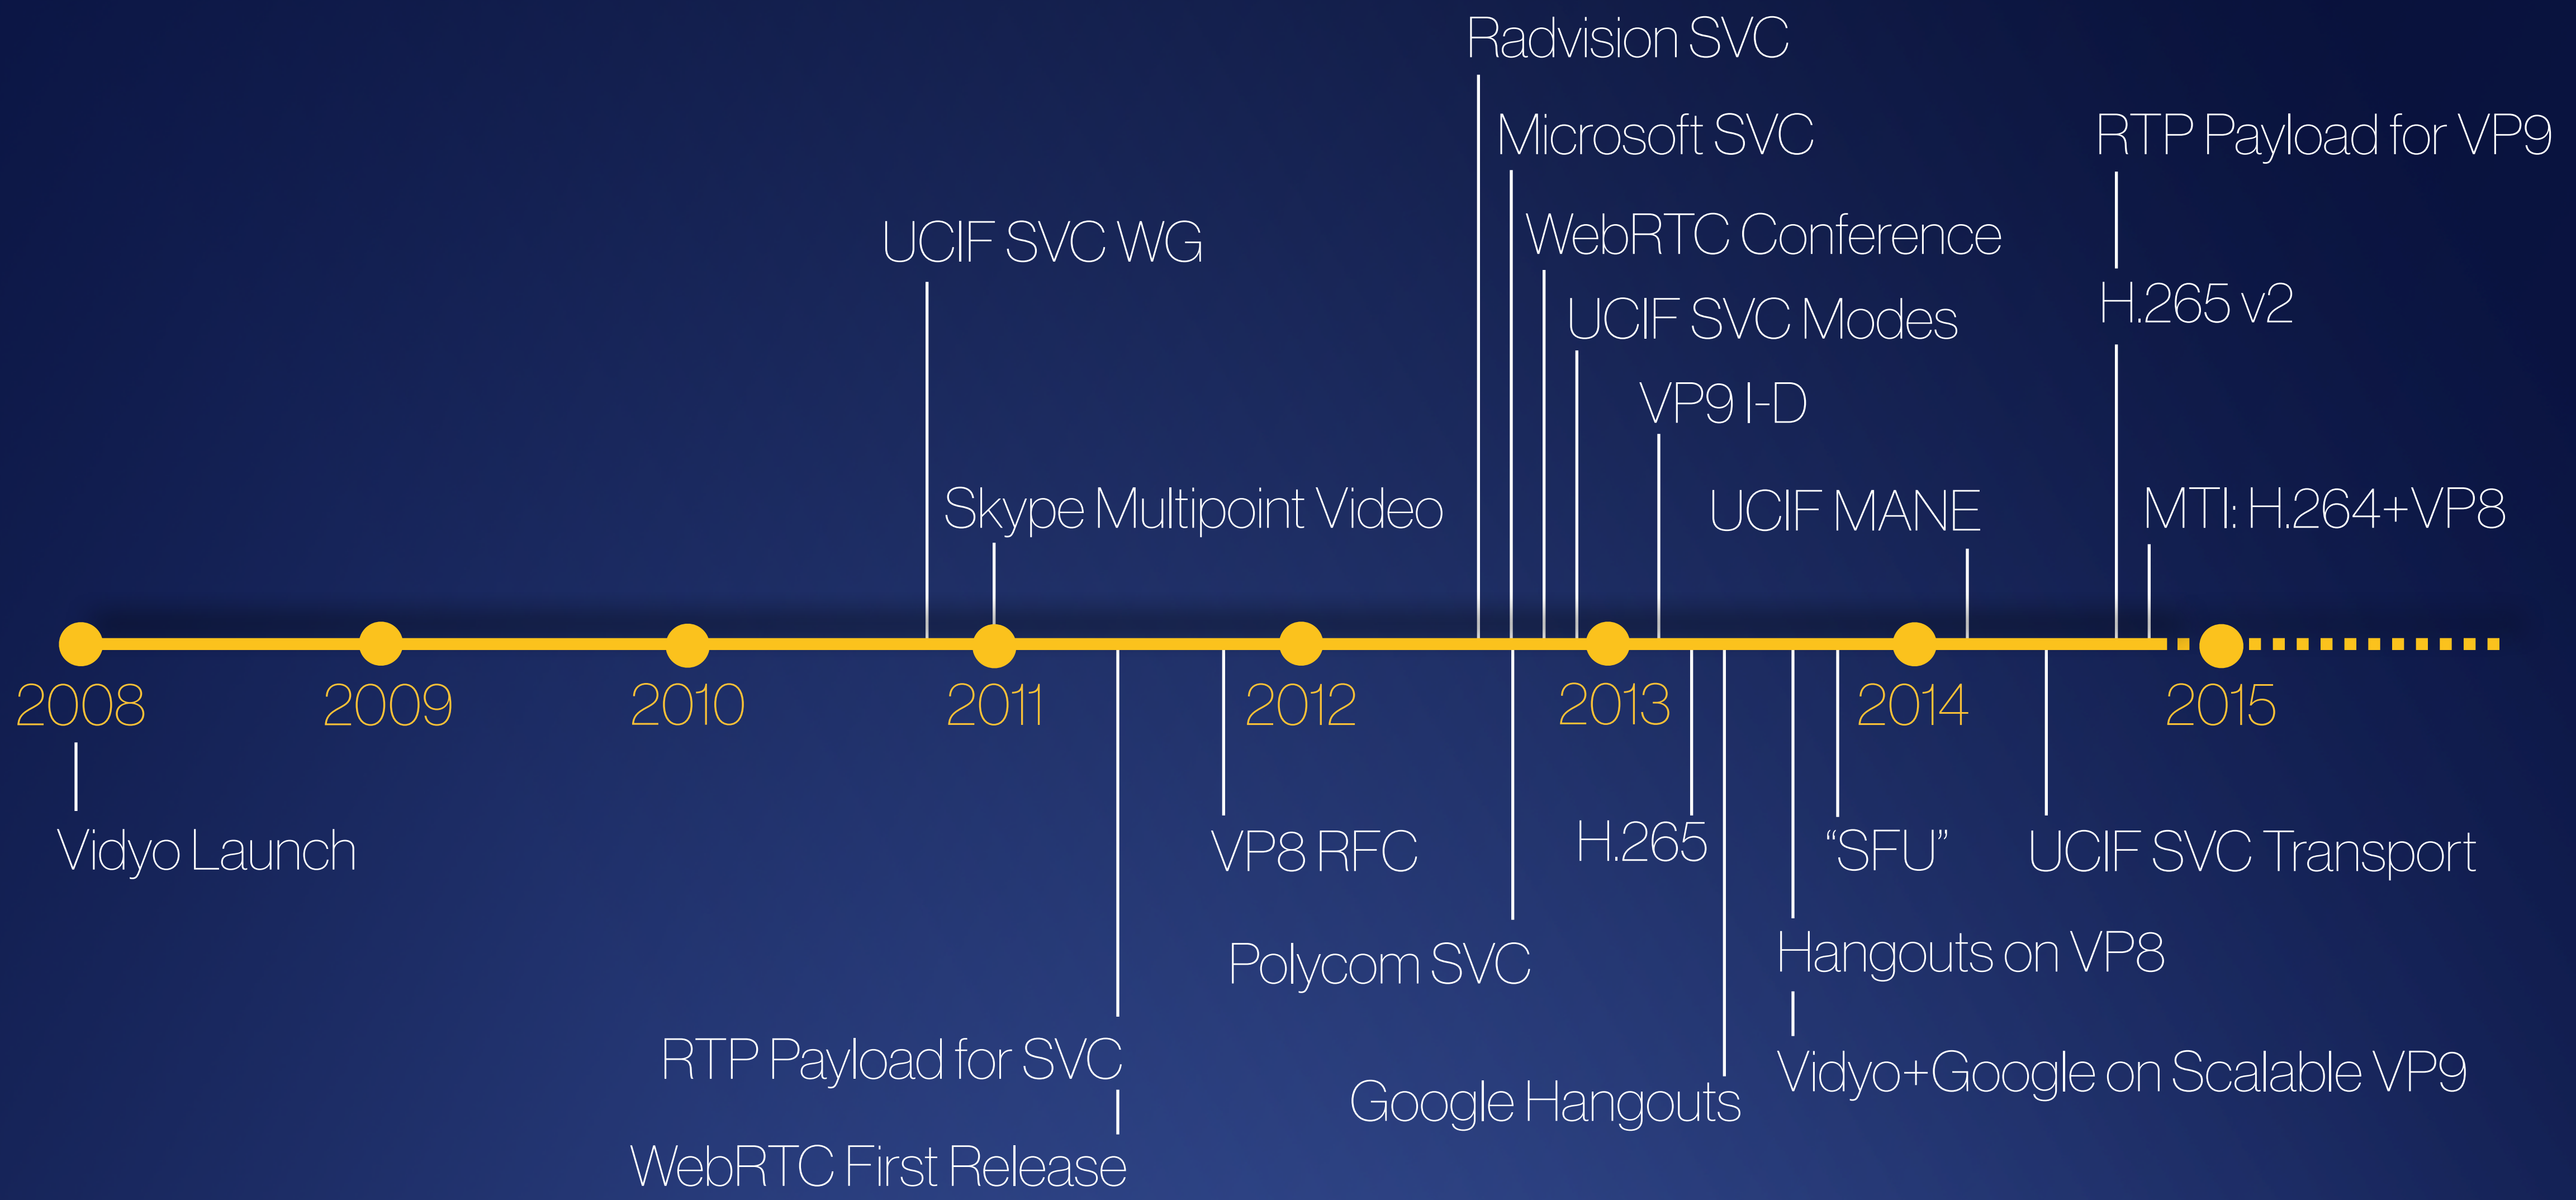 Radvision SVC
Microsoft SVC
RTP Payload for VP9
UCIF SVC WG
WebRTC Conference
H.265 v2
UCIF SVC Modes
VP9 I-D
Skype Multipoint Video
UCIF MANE
MTI: H.264+VP8
2008
2009
2010
2011
2012
2013
2014
2015
Vidyo Launch
VP8 RFC
H.265
“SFU”
UCIF SVC Transport
Polycom SVC
Hangouts on VP8
RTP Payload for SVC
Google Hangouts
Vidyo+Google on Scalable VP9
WebRTC First Release